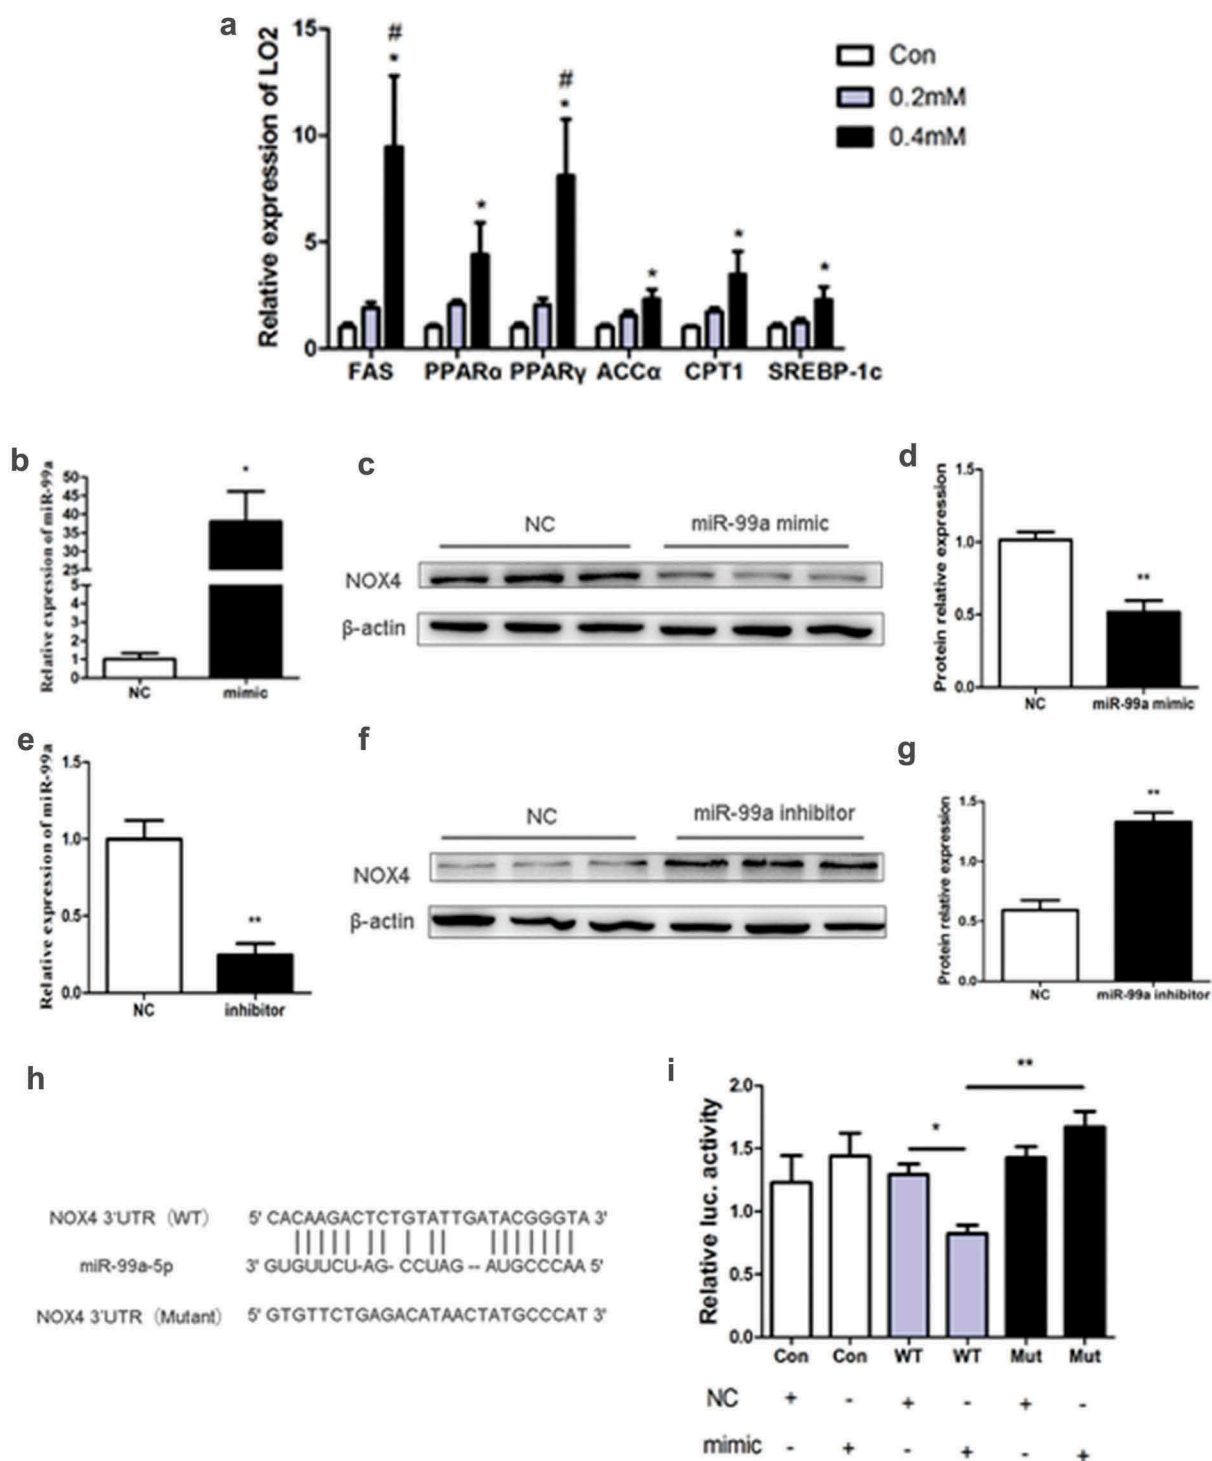 a
Relative expression of LO2
15
10
5
0
# * * # * * * *
FAS PPARα PPARγ ACCα CPT1 SREBP-1c
Con
0.2mM
0.4mM
b
Relative expression of miR-99a
50
45
40
35
30
25
5
4
3
2
1
0
*
NC mimic
c
NC miR-99a mimic
NOX4
β-actin
d
Protein relative expression
1.5
1.0
0.5
0.0
**
NC miR-99a mimic
e
Relative expression of miR-99a
1.5
1.0
0.5
0.0
**
NC inhibitor
f
NC miR-99a inhibitor
NOX4
β-actin
g
Protein relative expression
1.5
1.0
0.5
0.0
**
NC miR-99a inhibitor
h
NOX4 3'UTR (WT) 5' CACAAGACTCTGTATTGATACGGGTA 3'
miR-99a-5p 3' GUGUUCU-AG- CCUAG -- AUGCCCAA 5'
NOX4 3'UTR (Mutant) 5' GTGTTCTGAGACATAACTATGCCCAT 3'
i
Relative luc. activity
2.0
1.5
1.0
0.5
0.0
* **
Con Con WT WT Mut Mut
NC + - + - + -
mimic - + - + - +